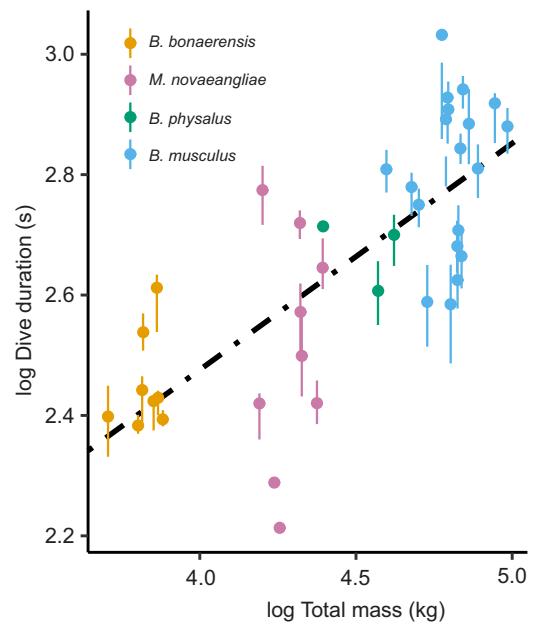 B. bonaerensis
M. novaeangliae
B. physalus
B. musculus
log Dive duration (s)
3.0
2.8
2.6
2.4
2.2
4.0 4.5 5.0
log Total mass (kg)